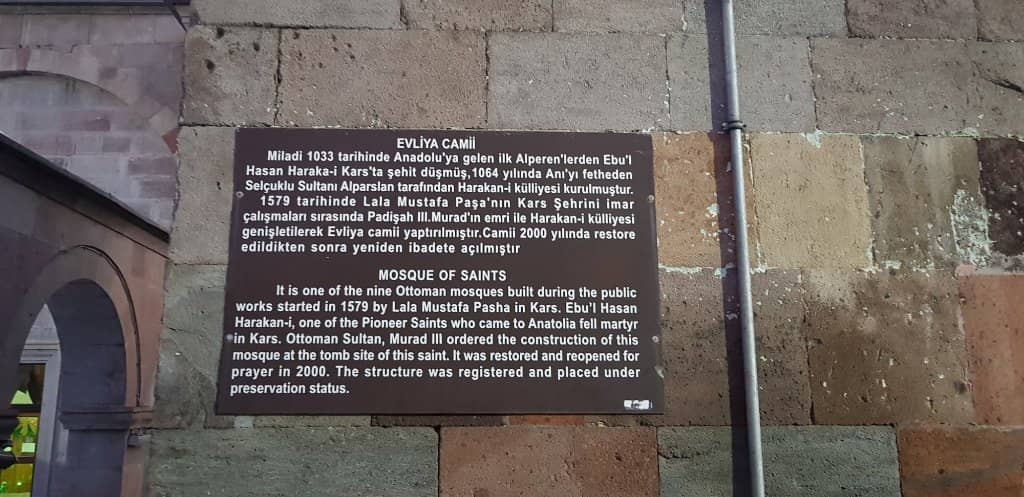 EVLİYA CAMİİ
Miladi 1033 tarihinde Anadolu'ya gelen ilk Alperen'lerden Ebu'l
Hasan Haraka-i Kars'ta şehit düşmüş,1064 yılında Anı'yı fetheden
Selçuklu Sultanı Alparslan tarafından Harakan-i külliyesi kurulmuştur.
1579 tarihinde Lala Mustafa Paşa'nın Kars Şehrini imar
çalışmaları sırasında Padişah III.Murad'ın emri ile Harakan-i külliyesi
genişletilerek Evliya camii yaptırılmıştır.Camii 2000 yılında restore
edildikten sonra yeniden ibadete açılmıştır
MOSQUE OF SAINTS
It is one of the nine Ottoman mosques built during the public
works started in 1579 by Lala Mustafa Pasha in Kars. Ebu'l Hasan
Harakan-i, one of the Pioneer Saints who came to Anatolia fell martyr
in Kars. Ottoman Sultan, Murad III ordered the construction of this
mosque at the tomb site of this saint. It was restored and reopened for
prayer in 2000. The structure was registered and placed under
preservation status.